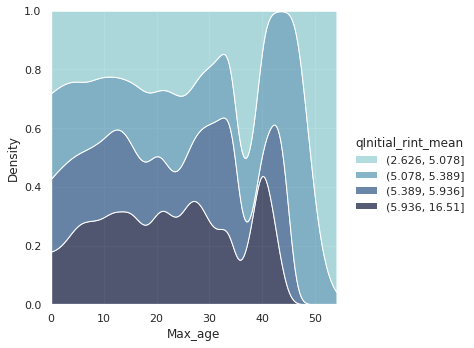 1.0
0.8
0.6
0.4
0.2
0.0
Density
0 10 20 30 40 50
Max_age
qInitial_rint_mean
(2.626, 5.078]
(5.078, 5.389]
(5.389, 5.936]
(5.936, 16.51]